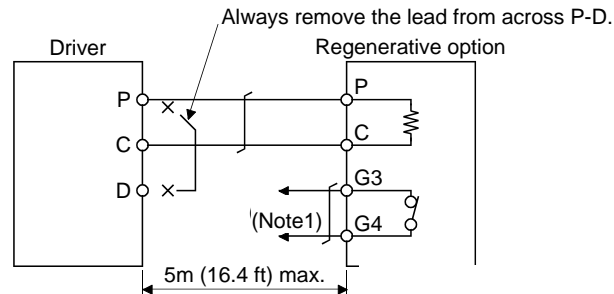 Always remove the lead from across P-D.
Driver
Regenerative option
P
P
C
C
D
G3
(Note1)
G4
5m (16.4 ft) max.